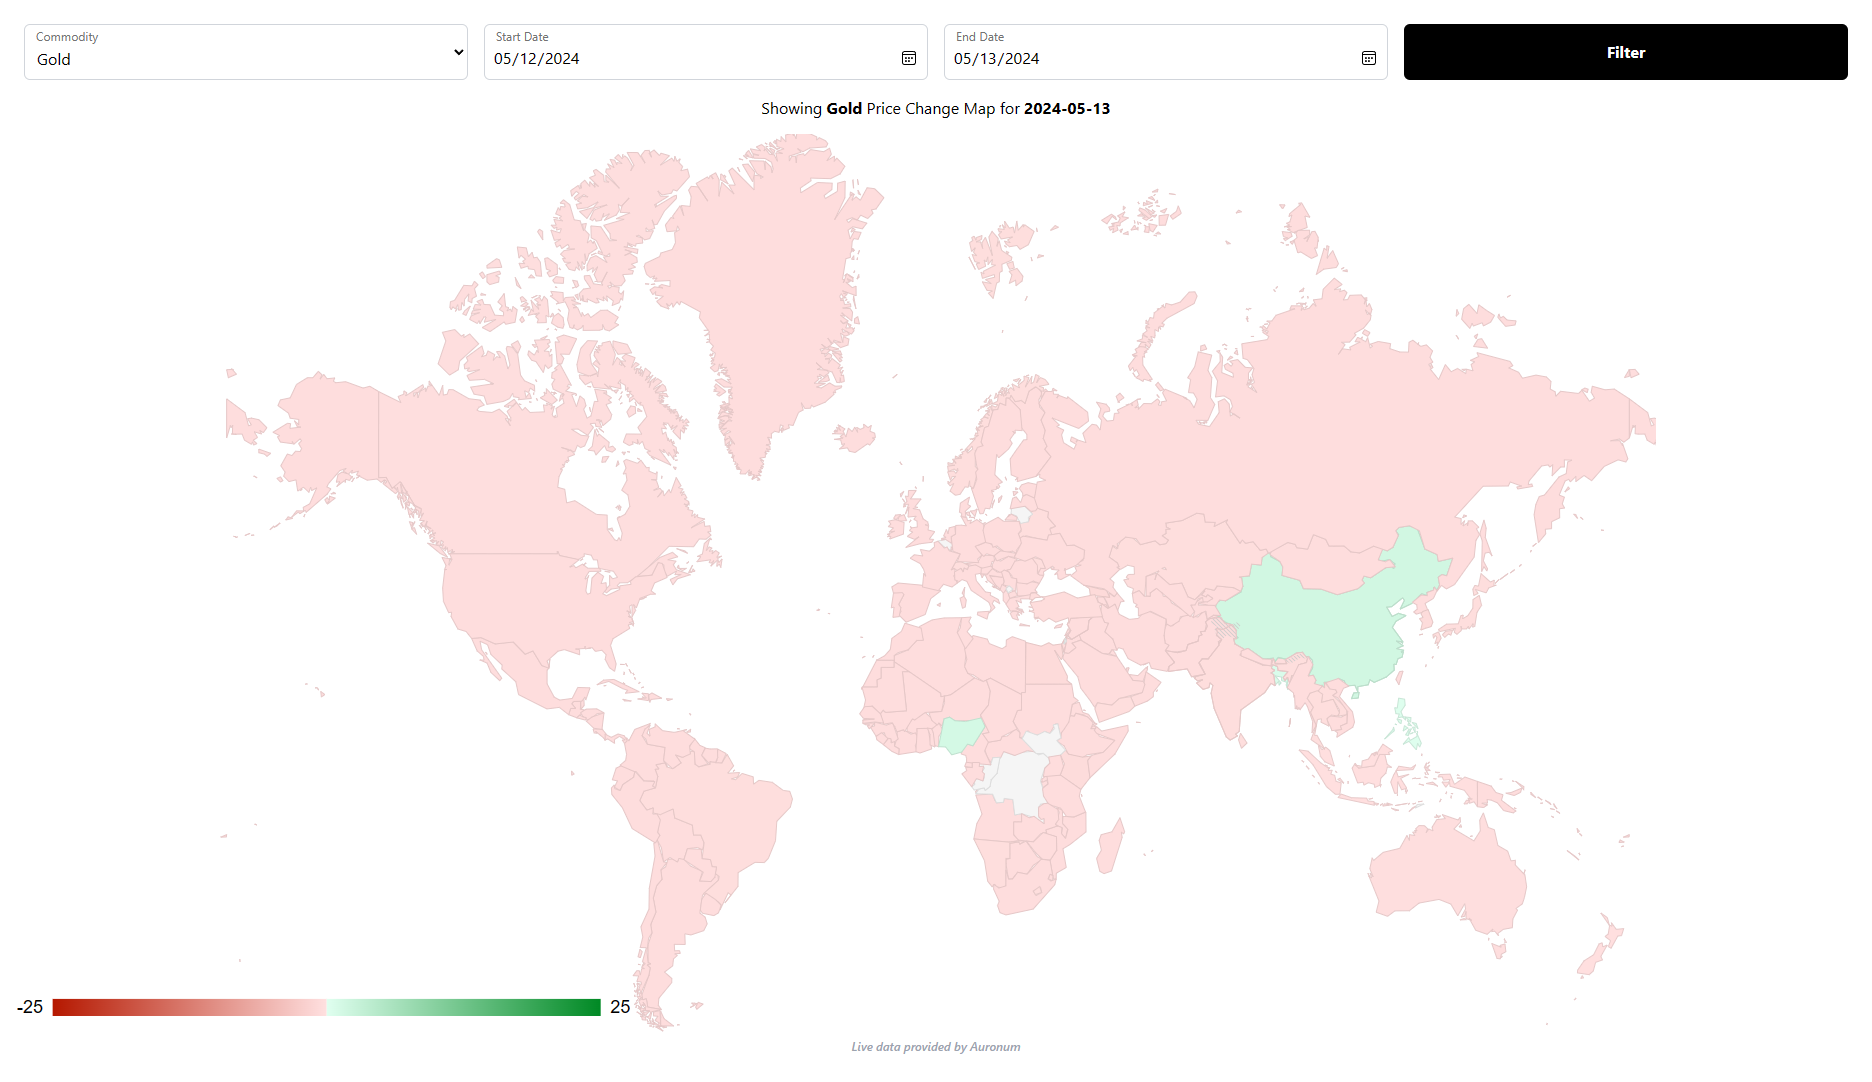 Commodity
Gold
Start Date
05/12/2024
End Date
05/13/2024
Filter
Showing Gold Price Change Map for 2024-05-13
-25
25
Live data provided by Auronum